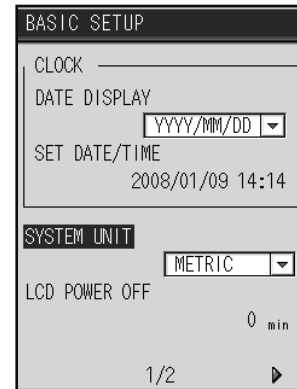 BASIC SETUP
CLOCK
DATE DISPLAY
YYYY/MM/DD
SET DATE/TIME
2008/01/09 14:14
SYSTEM UNIT
METRIC
LCD POWER OFF
0 min
1/2